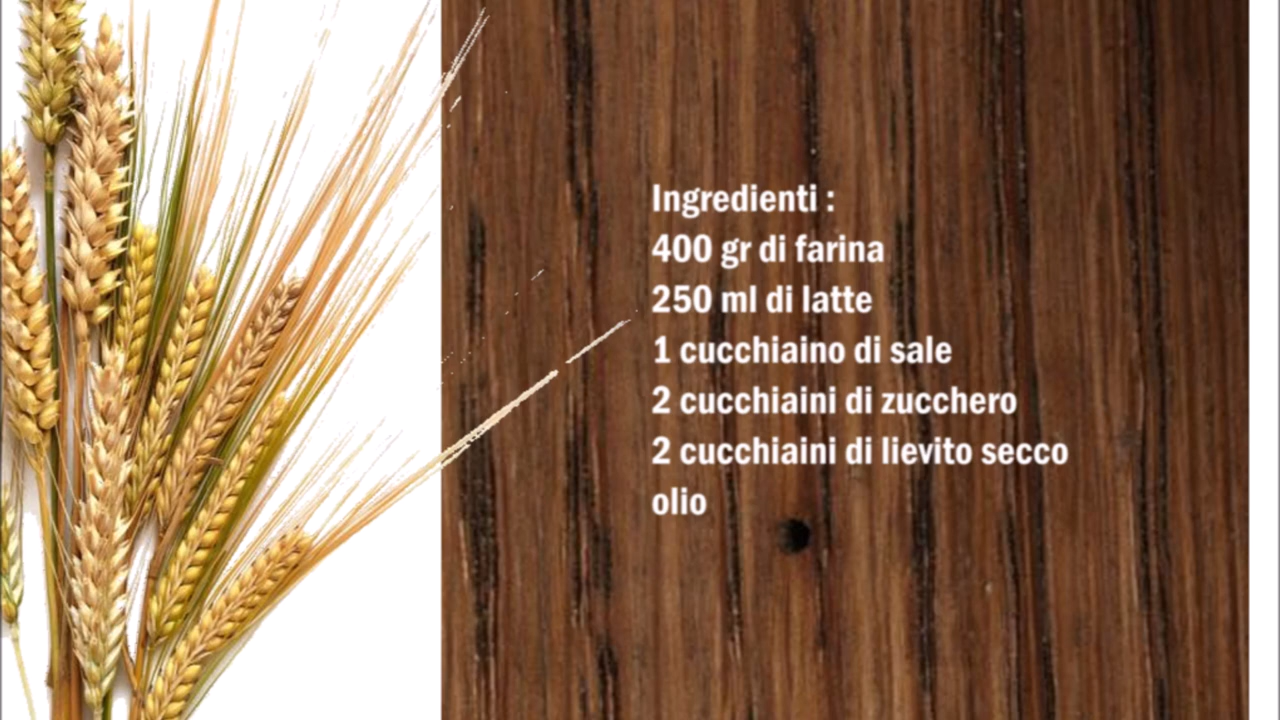 Ingredienti :
400 gr di farina
250 ml di latte
1 cucchiaino di sale
2 cucchiaini di zucchero
2 cucchiaini di lievito secco
olio